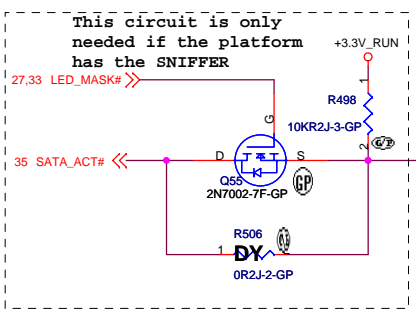 This circuit is only
needed if the platform
has the SNIFFER
+3.3V_RUN
27,33 LED_MASK#
1
R498
G
10KR2J-3-GP
2
G/P
35 SATA_ACT#
D
S
Q55
GP
2N7002-7F-GP
R506
1
DY
0R2J-2-GP